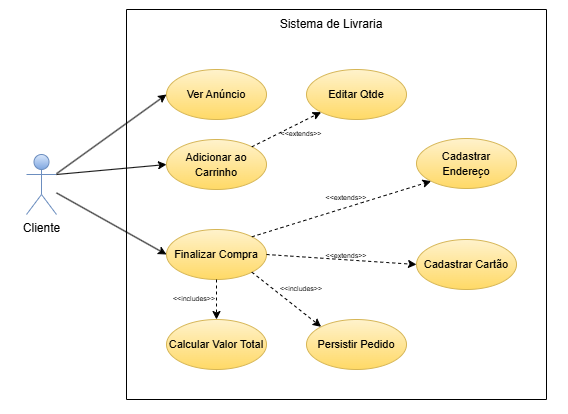 Sistema de Livraria
Ver Anúncio
Editar Qtde
<<extends>>
Adicionar ao
Carrinho
Cadastrar
Endereço
<<extends>>
Cliente
Finalizar Compra
<<extends>>
Cadastrar Cartão
<<includes>>
<<includes>>
Calcular Valor Total
Persistir Pedido